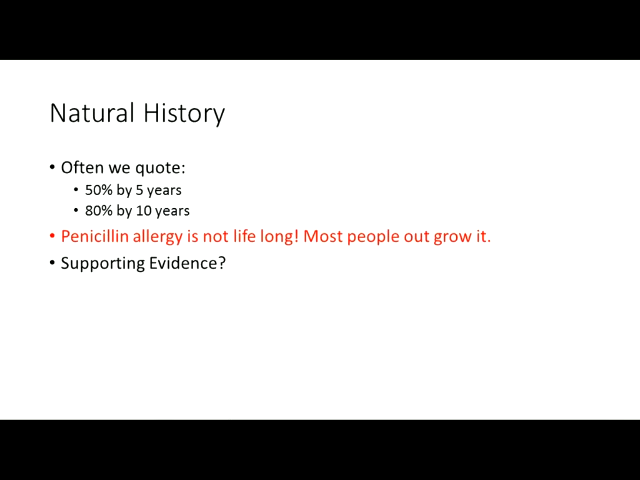 Natural History
• Often we quote:
• 50% by 5 years
• 80% by 10 years
• Penicillin allergy is not life long! Most people out grow it.
• Supporting Evidence?